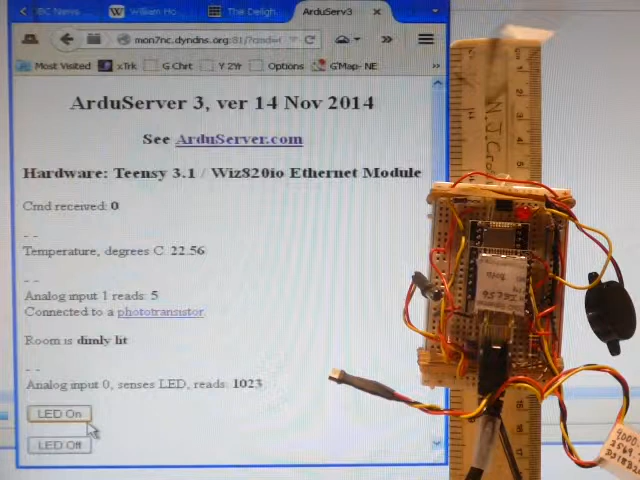 BBC News
William Ho...
The Deligh
ArduServ3
mon7nc.dyndns.org:81/?cmdwi
Most Visited xTrk G Chrt Y 2Yr Options G'Map- NE
ArduServer 3, ver 14 Nov 2014
See ArduServer.com
Hardware: Teensy 3.1 / Wiz820io Ethernet Module
Cmd received: 0
- -
Temperature, degrees C 22.56
- -
Analog input 1 reads: 5
Connected to a phototransistor.
Room is dimly lit
- -
Analog input 0, senses LED, reads: 1023
LED On
LED Off
N.J.